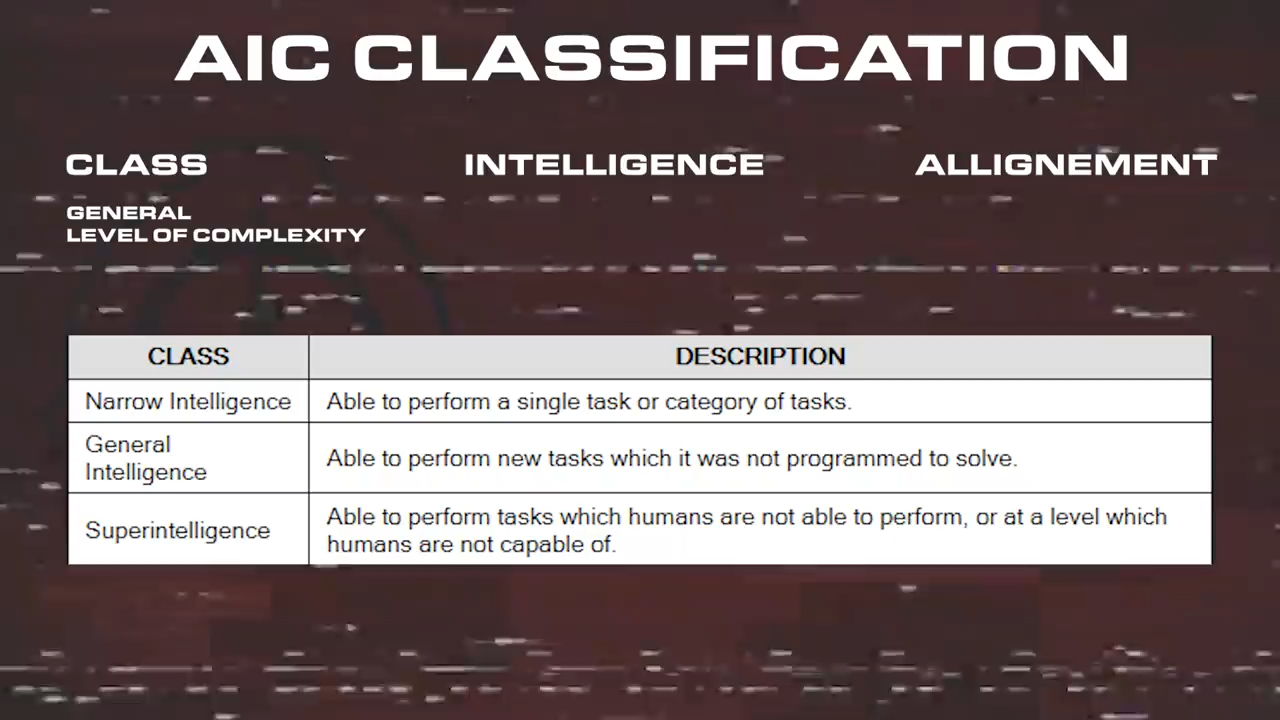 AIC CLASSIFICATION
CLASS
INTELLIGENCE
ALLIGNEMENT
GENERAL
LEVEL OF COMPLEXITY
CLASS
DESCRIPTION
Narrow Intelligence
Able to perform a single task or category of tasks.
General
Intelligence
Able to perform new tasks which it was not programmed to solve.
Superintelligence
Able to perform tasks which humans are not able to perform, or at a level which
humans are not capable of.